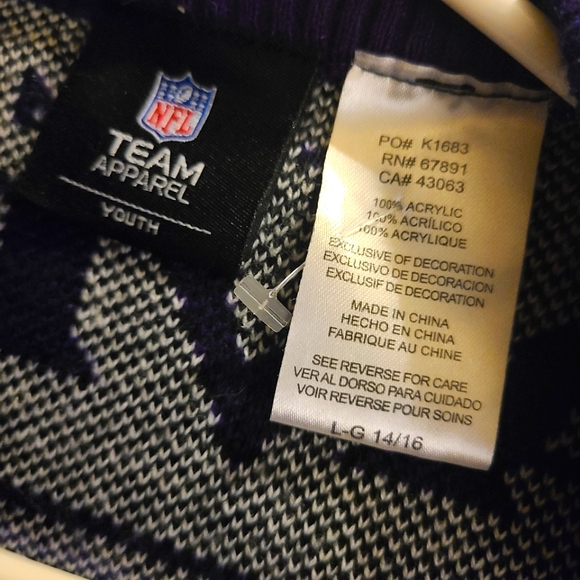 NFL
TEAM
APPAREL
YOUTH
PO# K1683
RN# 67891
CA# 43063
100% ACRYLIC
100% ACRÍLICO
100% ACRYLIQUE
EXCLUSIVE OF DECORATION
EXCLUSIVO DE DECORACION
EXCLUSIF DE DECORATION
MADE IN CHINA
HECHO EN CHINA
FABRIQUE AU CHINE
SEE REVERSE FOR CARE
VER AL DORSO PARA CUIDADO
VOIR REVERSE POUR SOINS
L-G 14/16